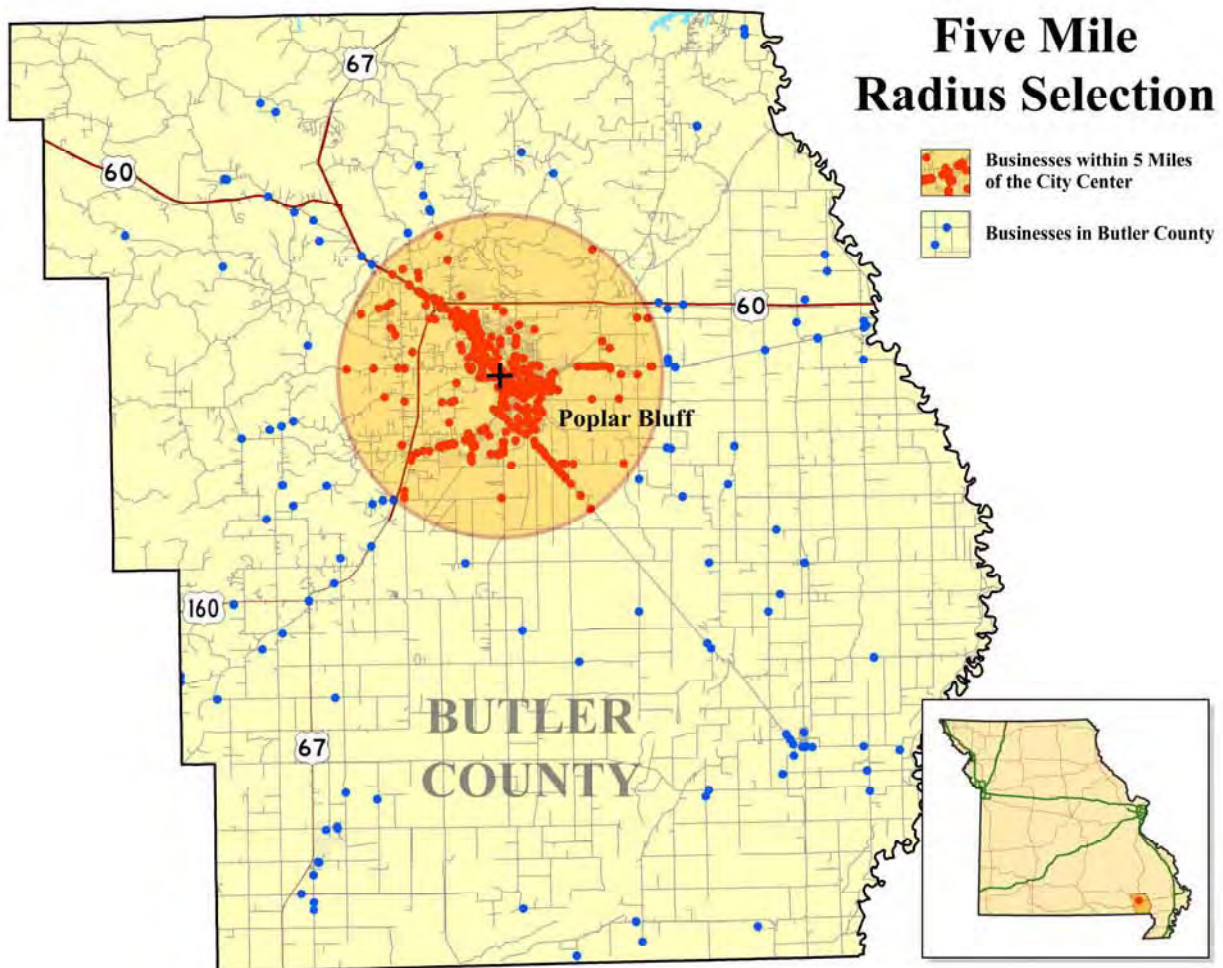 Five Mile
Radius Selection
Businesses within 5 Miles
of the City Center
Businesses in Butler County
67
60
60
Poplar Bluff
160
BUTLER
COUNTY
67